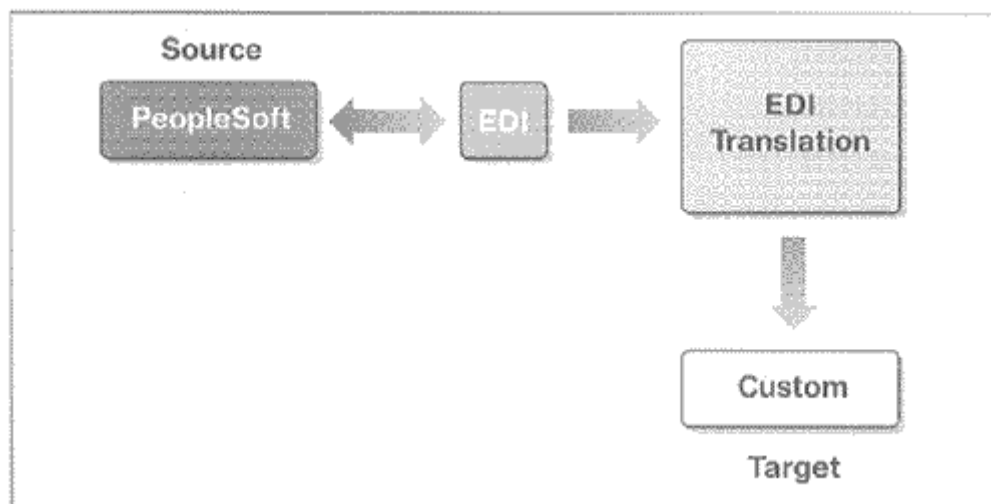 Source
PeopleSoft
EDI
EDI
Translation
Custom
Target